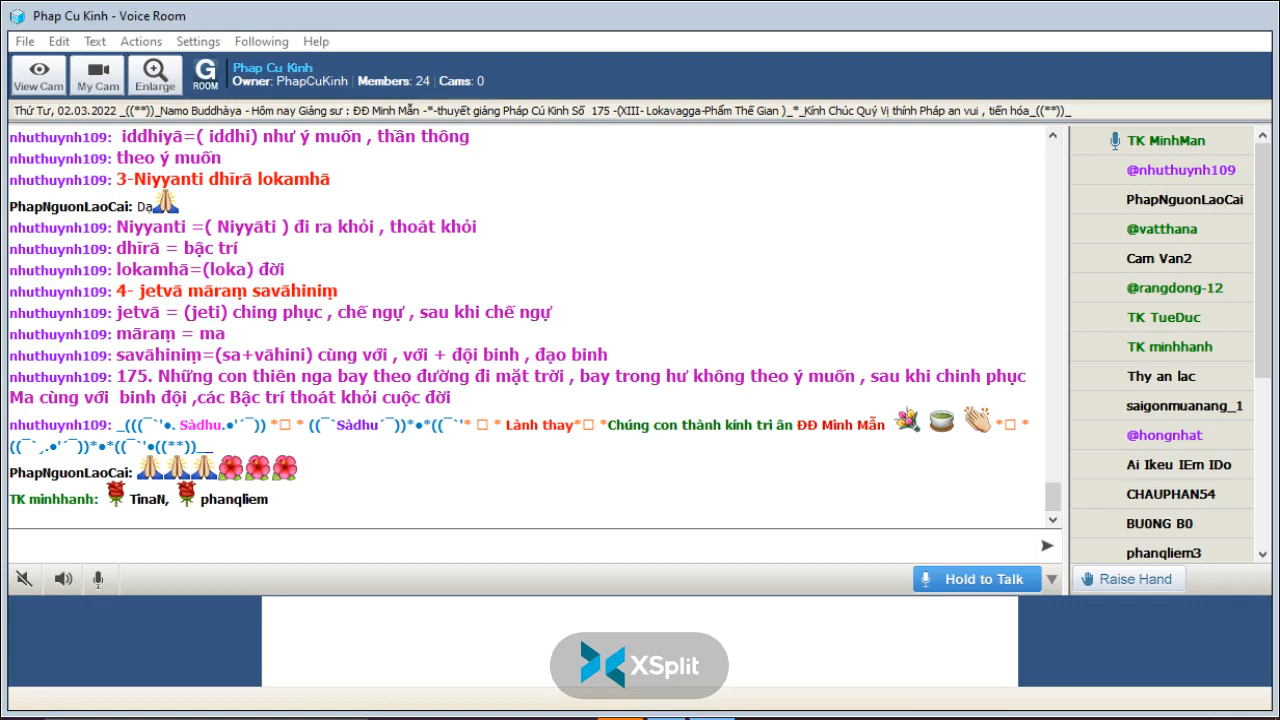 Phap Cu Kinh - Voice Room
File Edit Text Actions Settings Following Help
View Cam My Cam Enlarge G ROOM
Phap Cu Kinh
Owner: PhapCuKinh | Members: 24 | Cams: 0
Thứ Tư, 02.03.2022 _((**))_Namo Buddhàya - Hôm nay Giảng sư : ĐĐ Minh Mẫn -*-thuyết giảng Pháp Cú Kinh Số 175 -(XIII- Lokavagga-Phẩm Thế Gian )_*_Kính Chúc Quý Vị thính Pháp an vui , tiến hóa_((**))_
nhuthuynh109: iddhiyā=( iddhi) như ý muốn , thần thông
nhuthuynh109: theo ý muốn
nhuthuynh109: 3-Niyyanti dhīrā lokamhā
PhapNguonLaoCai: Dạ🙏
nhuthuynh109: Niyyanti =( Niyyāti ) đi ra khỏi , thoát khỏi
nhuthuynh109: dhīrā = bậc trí
nhuthuynh109: lokamhā=(loka) đời
nhuthuynh109: 4- jetvā māraṃ savāhiniṃ
nhuthuynh109: jetvā = (jeti) ching phục , chế ngự , sau khi chế ngự
nhuthuynh109: māraṃ = ma
nhuthuynh109: savāhiniṃ=(sa+vāhini) cùng với , với + đội binh , đạo binh
nhuthuynh109: 175. Những con thiên nga bay theo đường đi mặt trời , bay trong hư không theo ý muốn , sau khi chinh phục
Ma cùng với binh đội ,các Bậc trí thoát khỏi cuộc đời
nhuthuynh109: _(((¯`'•. Sàdhu.•'´¯)) *□ * ((¯`Sàdhu´¯))*•*((¯`'* □ * Lành thay*□ *Chúng con thành kính tri ân ĐĐ Minh Mẫn 💐 🍵 👏 *□ *
((¯`¸.•'´¯))*•*((¯`'•((**))__
PhapNguonLaoCai: 🙏🙏🙏🌺🌺🌺
TK minhhanh: 🌹 TinaN, 🌹 phanqliem
Hold to Talk
XSplit
TK MinhMan
@nhuthuynh109
PhapNguonLaoCai
@vatthana
Cam Van2
@rangdong-12
TK TueDuc
TK minhhanh
Thy an lac
saigonmuanang_1
@hongnhat
Ai Ikeu IEm IDo
CHAUPHAN54
BU0NG B0
phanqliem3
Raise Hand